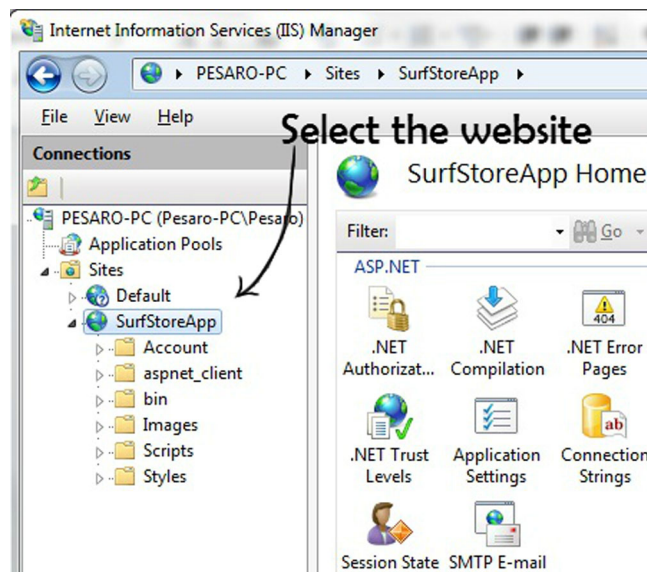 Internet Information Services (IIS) Manager
PESARO-PC Sites SurfStoreApp
File View Help
Select the website
Connections
SurfStoreApp Home
PESARO-PC (Pesaro-PC\Pesaro)
Application Pools
Sites
Default
SurfStoreApp
Account
aspnet_client
bin
Images
Scripts
Styles
Filter: Go
ASP.NET
.NET Authorizat...
.NET Compilation
404
.NET Error Pages
.NET Trust Levels
Application Settings
ab
Connection Strings
Session State
SMTP E-mail